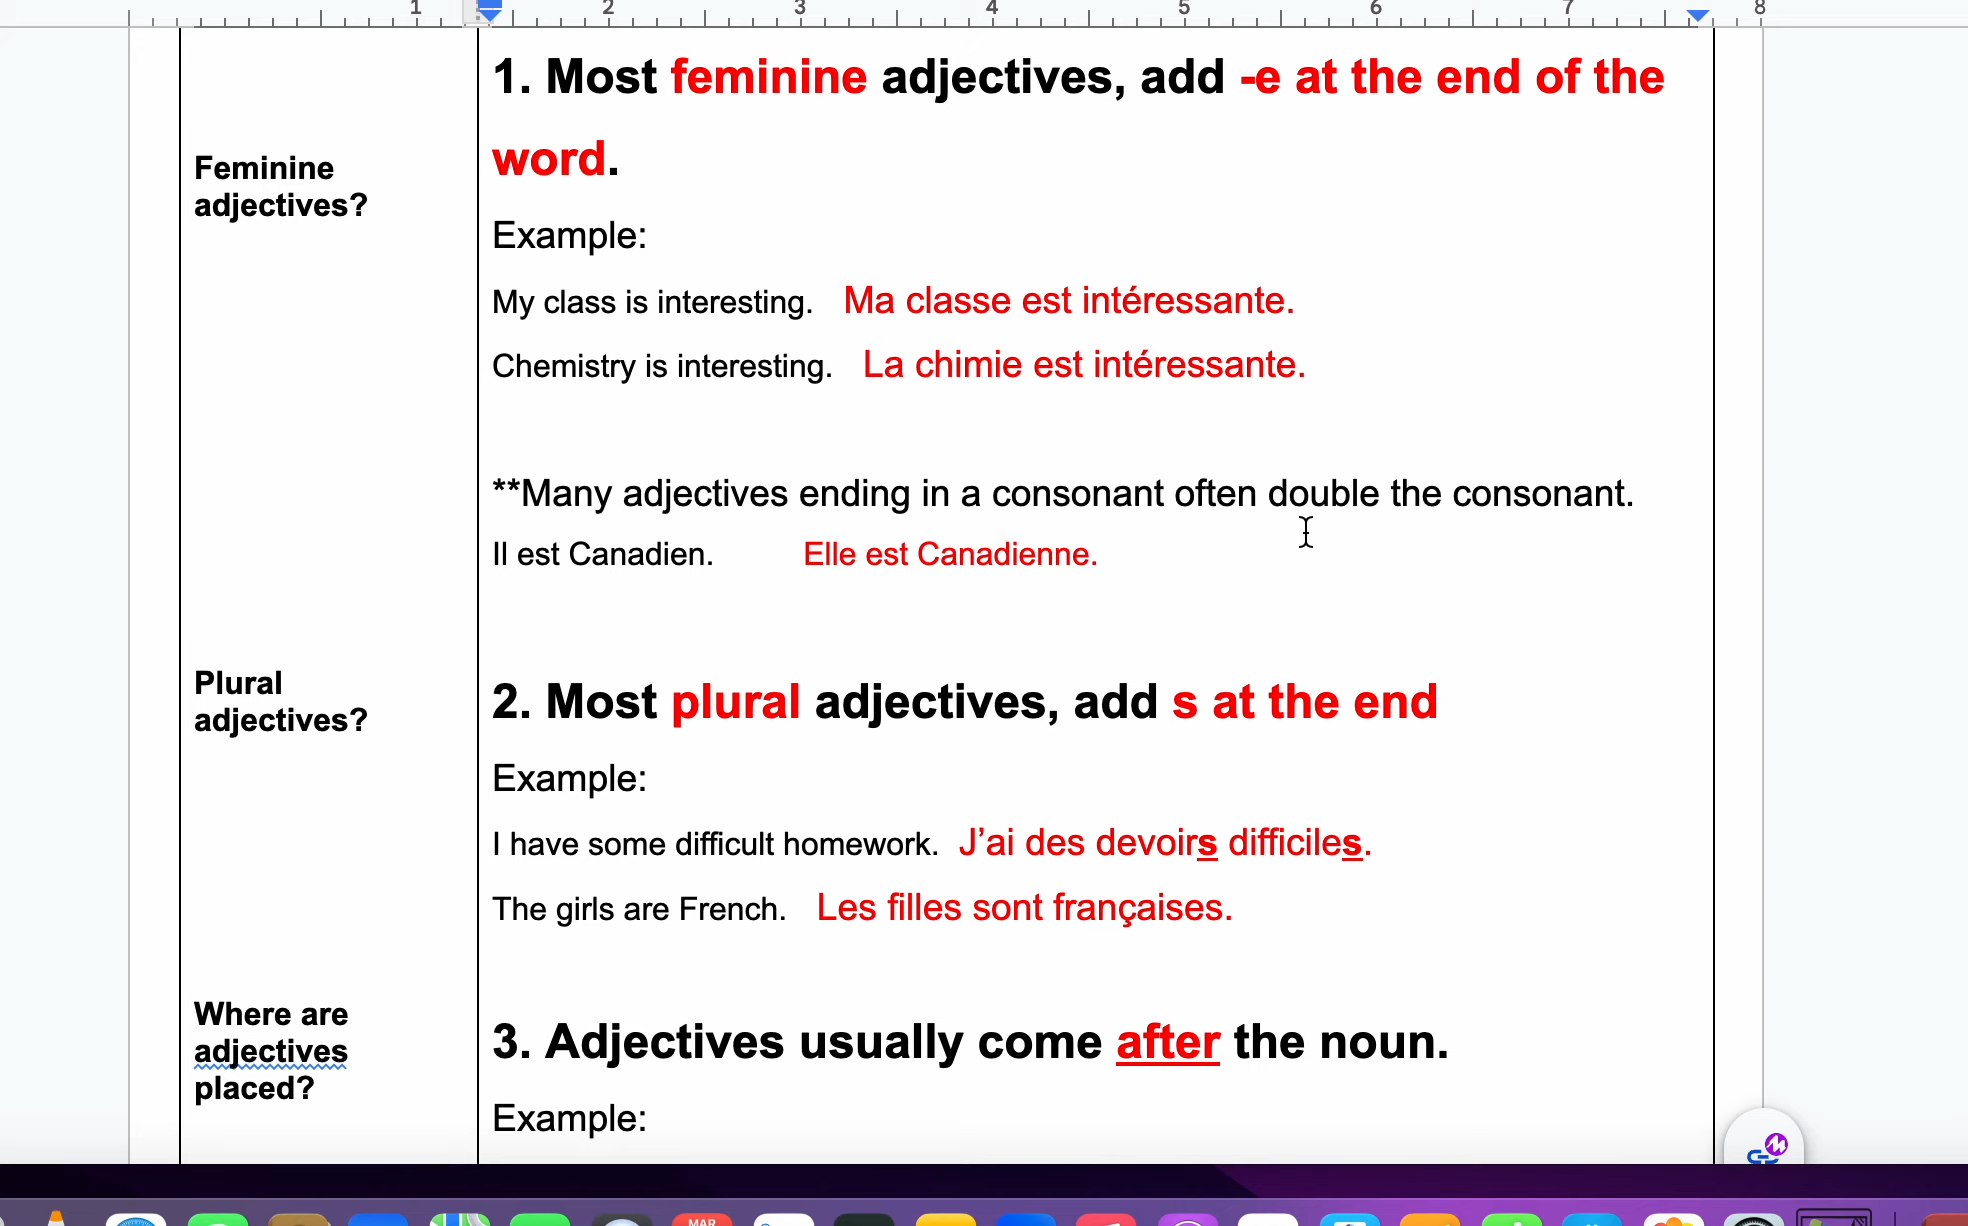 1 2 3 4 5 6 7 8
1. Most feminine adjectives, add -e at the end of the
word.
Feminine
adjectives?
Example:
My class is interesting. Ma classe est intéressante.
Chemistry is interesting. La chimie est intéressante.
**Many adjectives ending in a consonant often double the consonant.
Il est Canadien. Elle est Canadienne.
Plural
adjectives?
2. Most plural adjectives, add s at the end
Example:
I have some difficult homework. J’ai des devoirs difficiles.
The girls are French. Les filles sont françaises.
Where are
adjectives
placed?
3. Adjectives usually come after the noun.
Example:
MAR